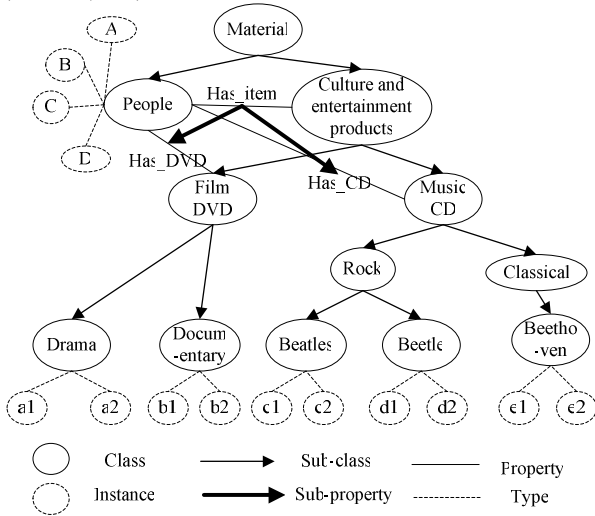 Material
A
B
C
D
People
Has_item
Culture and
entertainment
products
Has_DVD
Has_CD
Film
DVD
Music
CD
Rock
Classical
Drama
Docum
-entary
Beatles
Beetle
Beetho
-ven
a1
a2
b1
b2
c1
c2
d1
d2
e1
e2
Class
Sub-class
Property
Instance
Sub-property
Type